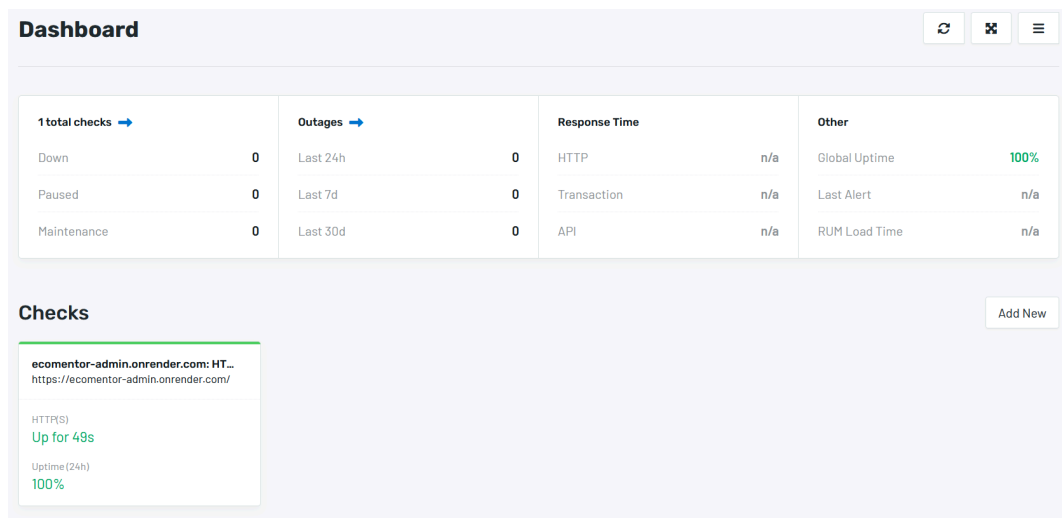 Dashboard
1 total checks
Down 0
Paused 0
Maintenance 0
Outages
Last 24h 0
Last 7d 0
Last 30d 0
Response Time
HTTP n/a
Transaction n/a
API n/a
Other
Global Uptime 100%
Last Alert n/a
RUM Load Time n/a
Checks
Add New
ecomentor-admin.onrender.com: HT...
https://ecomentor-admin.onrender.com/
HTTP(S)
Up for 49s
Uptime (24h)
100%